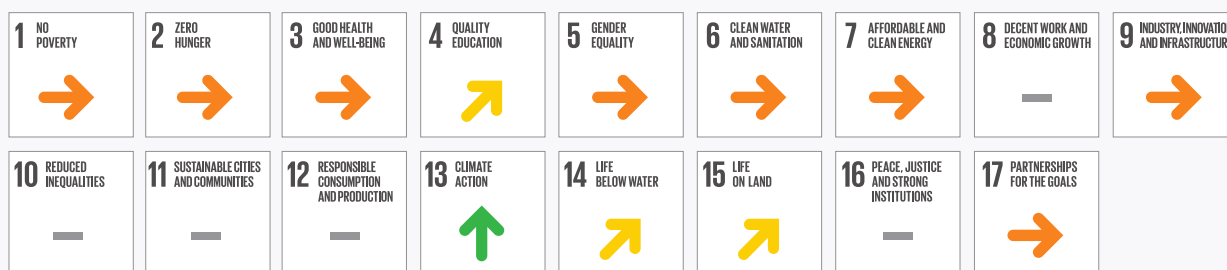 1 NO
POVERTY
2 ZERO
HUNGER
3 GOOD HEALTH
AND WELL-BEING
4 QUALITY
EDUCATION
5 GENDER
EQUALITY
6 CLEAN WATER
AND SANITATION
7 AFFORDABLE AND
CLEAN ENERGY
8 DECENT WORK AND
ECONOMIC GROWTH
9 INDUSTRY, INNOVATIO
AND INFRASTRUCTUR
10 REDUCED
INEQUALITIES
11 SUSTAINABLE CITIES
AND COMMUNITIES
12 RESPONSIBLE
CONSUMPTION
AND PRODUCTION
13 CLIMATE
ACTION
14 LIFE
BELOW WATER
15 LIFE
ON LAND
16 PEACE, JUSTICE
AND STRONG
INSTITUTIONS
17 PARTNERSHIPS
FOR THE GOALS